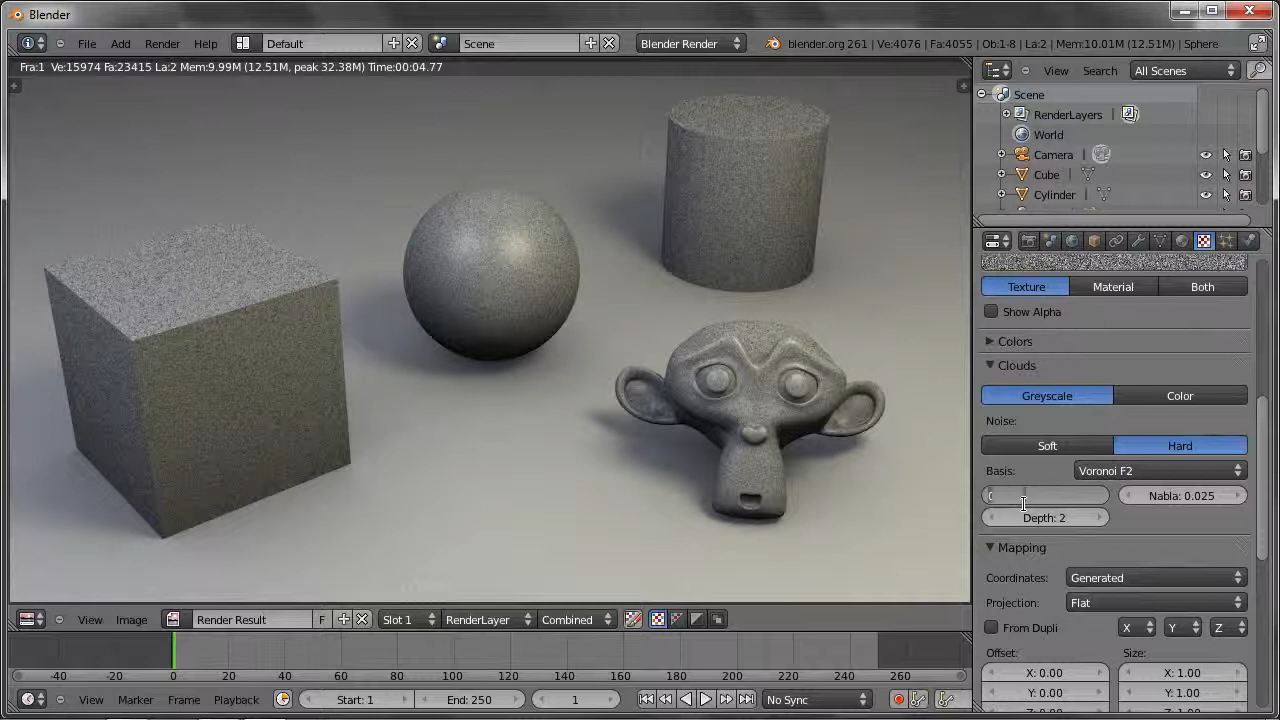 Blender
File Add Render Help Default Scene Blender Render blender.org 261 | Ve:4076 | Fa:4055 | Ob:1-8 | La:2 | Mem:10.01M (12.51M) | Sphere
Fra:1 Ve:15974 Fa:23415 La:2 Mem:9.99M (12.51M, peak 32.38M) Time:00:04.77
View Search All Scenes
Scene
RenderLayers
World
Camera
Cube
Cylinder
Texture Material Both
Show Alpha
Colors
Clouds
Greyscale Color
Noise:
Soft Hard
Basis: Voronoi F2
Nabla: 0.025
Depth: 2
Mapping
Coordinates: Generated
Projection: Flat
From Dupli X Y Z
Offset: Size:
X: 0.00 X: 1.00
Y: 0.00 Y: 1.00
View Image Render Result F Slot 1 RenderLayer Combined
-40 -20 0 20 40 60 80 100 120 140 160 180 200 220 240 260
View Marker Frame Playback Start: 1 End: 250 1 No Sync